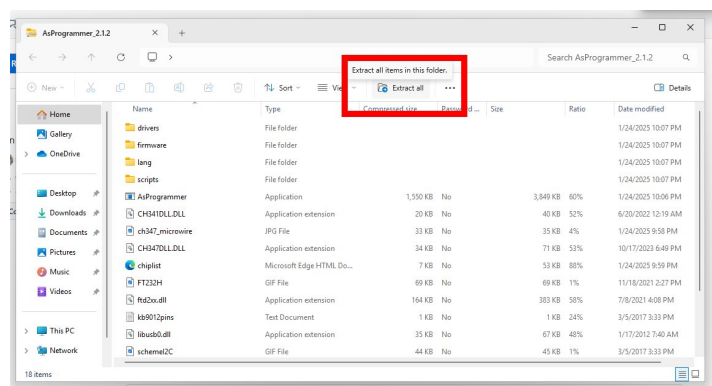 AsProgrammer_2.1.2
Search AsProgrammer_2.1.2
Extract all items in this folder.
New
Sort
Extract all
Details
Name Type Compressed size Password ... Size Ratio Date modified
Home
Gallery
OneDrive
Desktop
Downloads
Documents
Pictures
Music
Videos
This PC
Network
drivers File folder 1/24/2025 10:07 PM
firmware File folder 1/24/2025 10:07 PM
lang File folder 1/24/2025 10:07 PM
scripts File folder 1/24/2025 10:07 PM
AsProgrammer Application 1,550 KB No 3,849 KB 60% 1/24/2025 10:06 PM
CH341DLL.DLL Application extension 20 KB No 40 KB 52% 6/20/2022 12:19 AM
ch347_microwire JPG File 33 KB No 35 KB 4% 1/24/2025 9:58 PM
CH347DLL.DLL Application extension 34 KB No 71 KB 53% 10/17/2023 6:49 PM
chiplist Microsoft Edge HTML Do... 7 KB No 53 KB 88% 1/24/2025 9:59 PM
FT232H GIF File 69 KB No 69 KB 1% 11/18/2021 2:27 PM
ftd2xx.dll Application extension 164 KB No 383 KB 58% 7/8/2021 4:08 PM
kb9012pins Text Document 1 KB No 1 KB 24% 3/5/2017 3:33 PM
libusb0.dll Application extension 35 KB No 67 KB 48% 1/17/2012 7:40 AM
schemeI2C GIF File 44 KB No 45 KB 1% 3/5/2017 3:33 PM
18 items